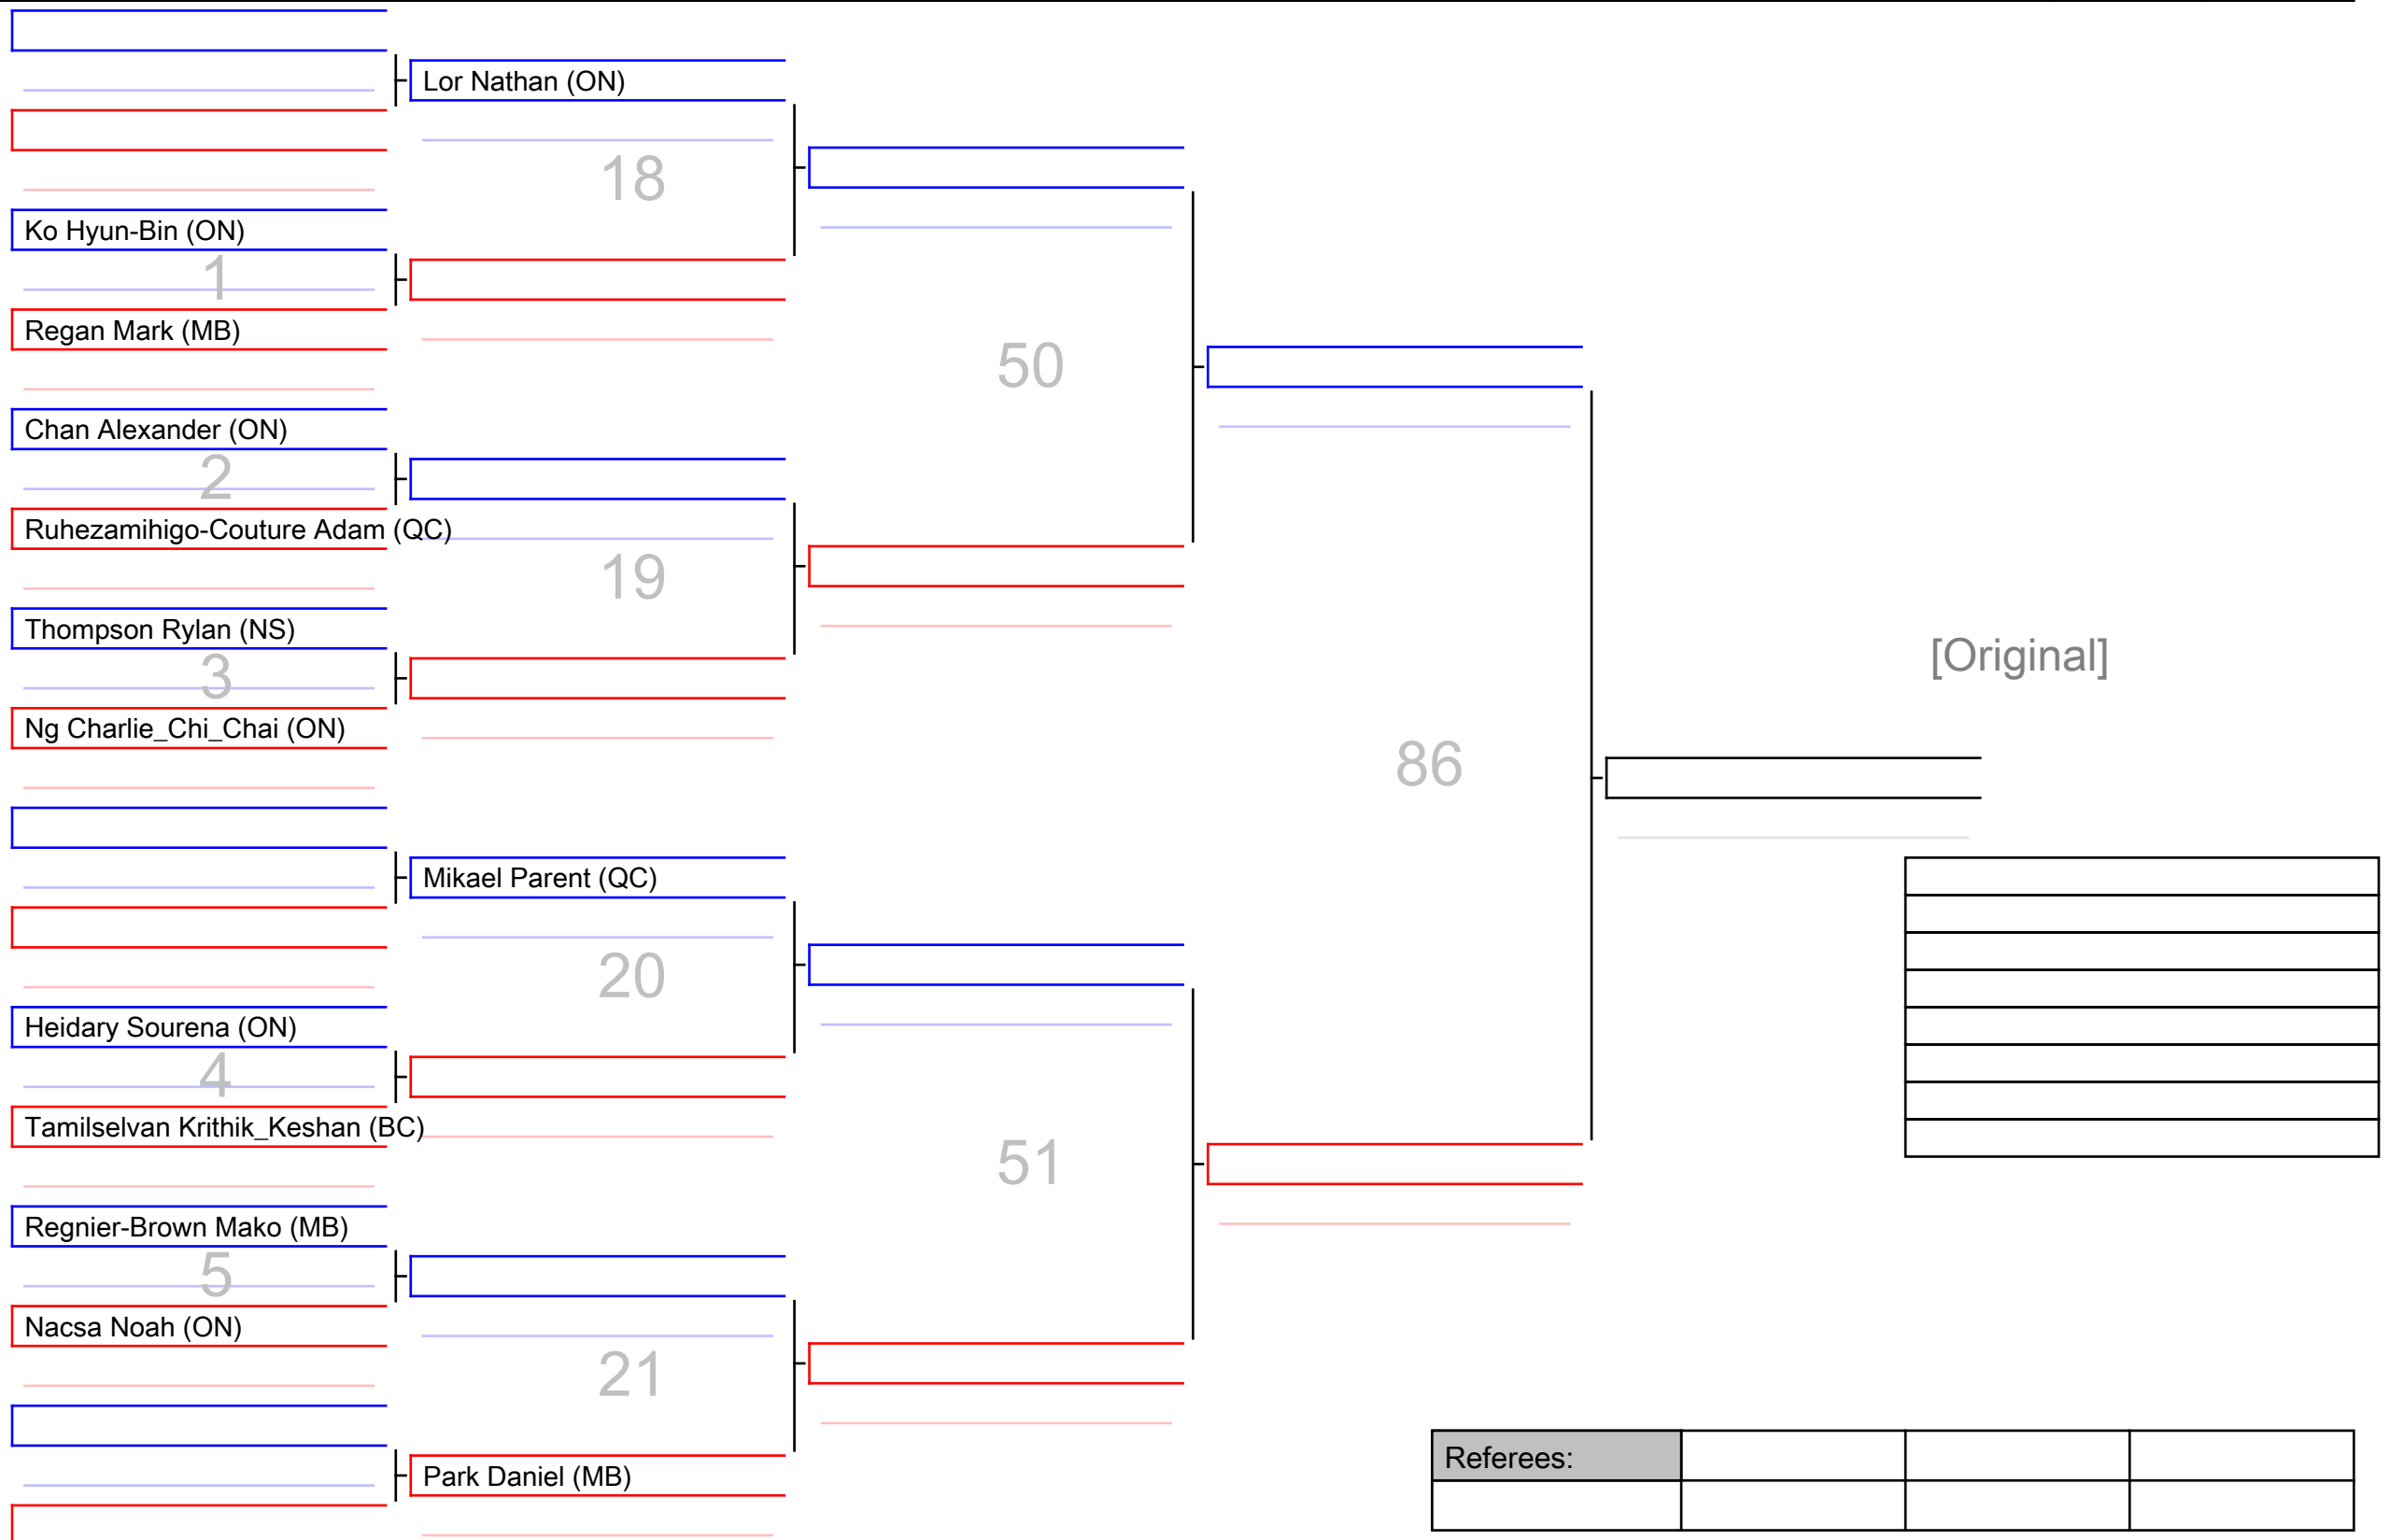 Lor Nathan (ON)
18
Ko Hyun-Bin (ON)
1
Regan Mark (MB)
50
Chan Alexander (ON)
2
Ruhezamihigo-Couture Adam (QC)
19
Thompson Rylan (NS)
[Original]
3
Ng Charlie_Chi_Chai (ON)
86
Mikael Parent (QC)
20
Heidary Sourena (ON)
4
Tamilselvan Krithik_Keshan (BC)
51
Regnier-Brown Mako (MB)
5
Nacsa Noah (ON)
21
Referees:
Park Daniel (MB)